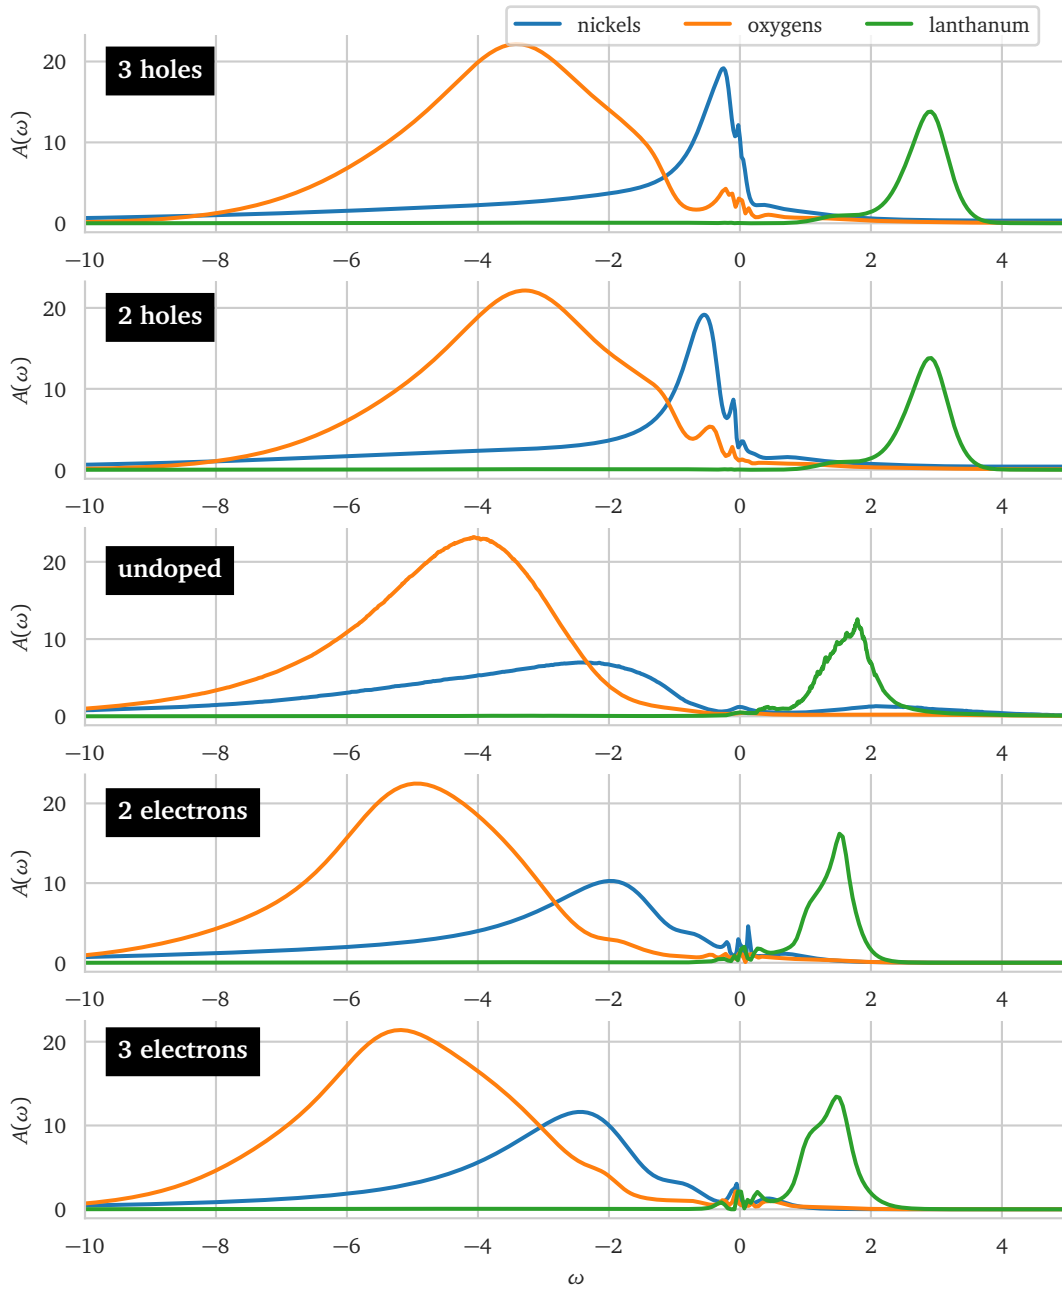 nickels oxygens lanthanum
3 holes
20
10
0
A(ω)
−10 −8 −6 −4 −2 0 2 4
2 holes
20
10
0
A(ω)
−10 −8 −6 −4 −2 0 2 4
undoped
20
10
0
A(ω)
−10 −8 −6 −4 −2 0 2 4
2 electrons
20
10
0
A(ω)
−10 −8 −6 −4 −2 0 2 4
3 electrons
20
10
0
A(ω)
−10 −8 −6 −4 −2 0 2 4
ω